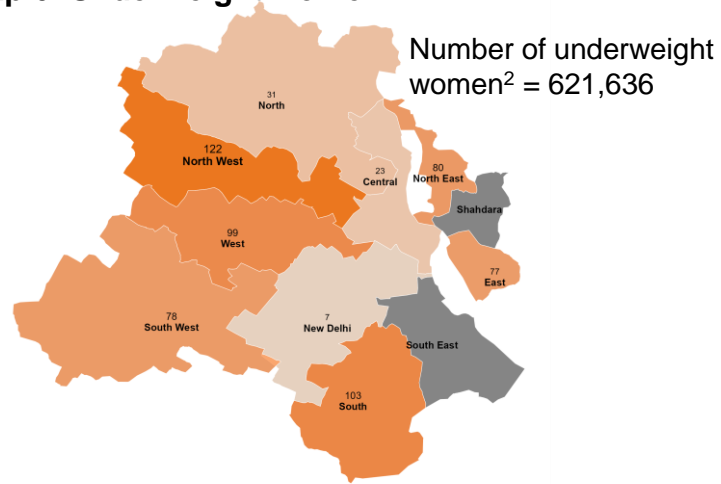 Number of underweight
women² = 621,636
31
North
122
North West
23
Central
80
North East
Shahdara
99
West
77
East
78
South West
7
New Delhi
South East
103
South